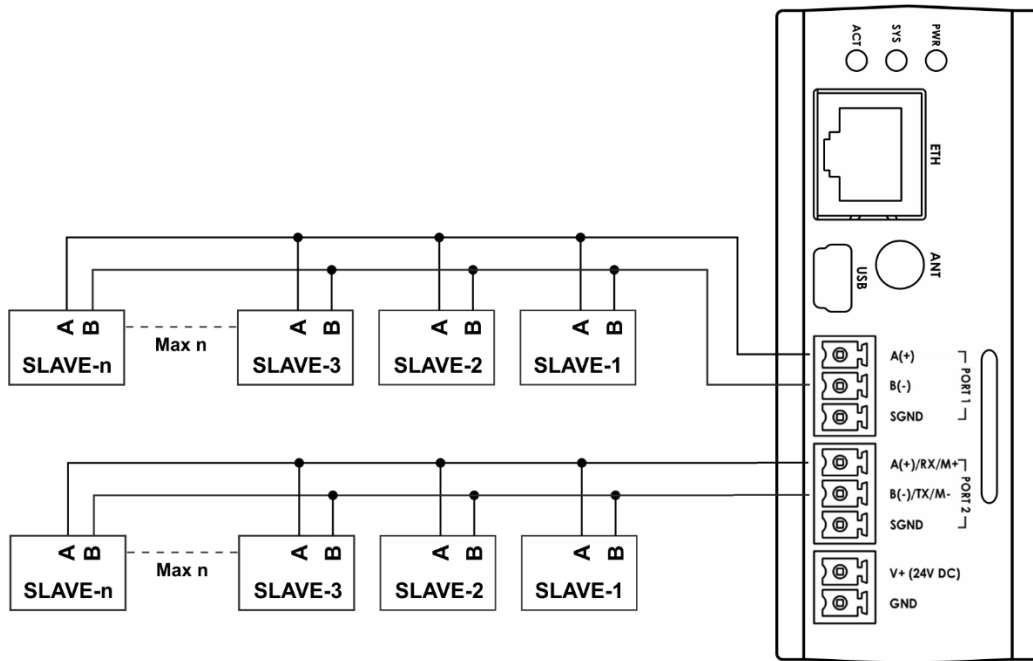 ACT
SYS
PWR
ETH
USB
ANT
A B
SLAVE-n
Max n
A B
SLAVE-3
A B
SLAVE-2
A B
SLAVE-1
A(+)
B(-)
SGND
PORT 1
A B
SLAVE-n
Max n
A B
SLAVE-3
A B
SLAVE-2
A B
SLAVE-1
A(+)/RX/M+
B(-)/TX/M-
SGND
PORT 2
V+ (24V DC)
GND